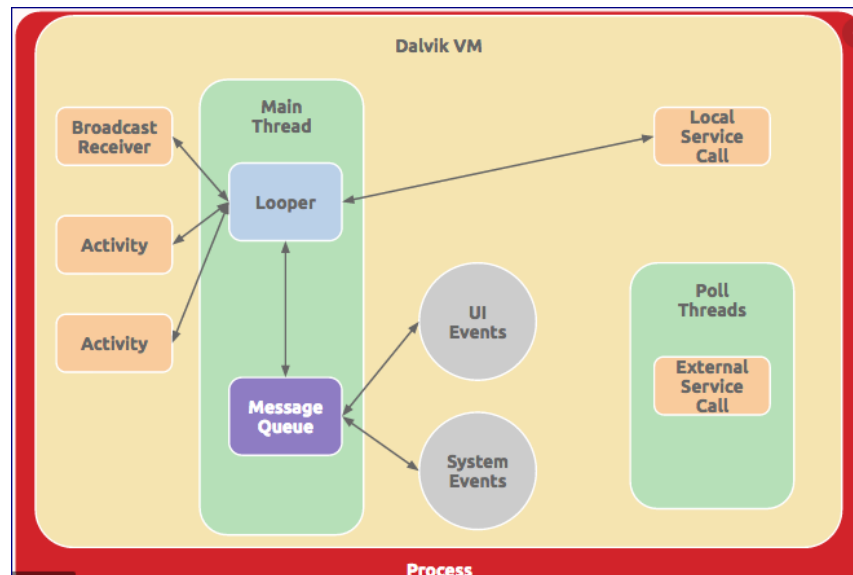 Dalvik VM
Main
Thread
Broadcast
Receiver
Looper
Local
Service
Call
Activity
Activity
UI
Events
Poll
Threads
External
Service
Call
Message
Queue
System
Events
Process